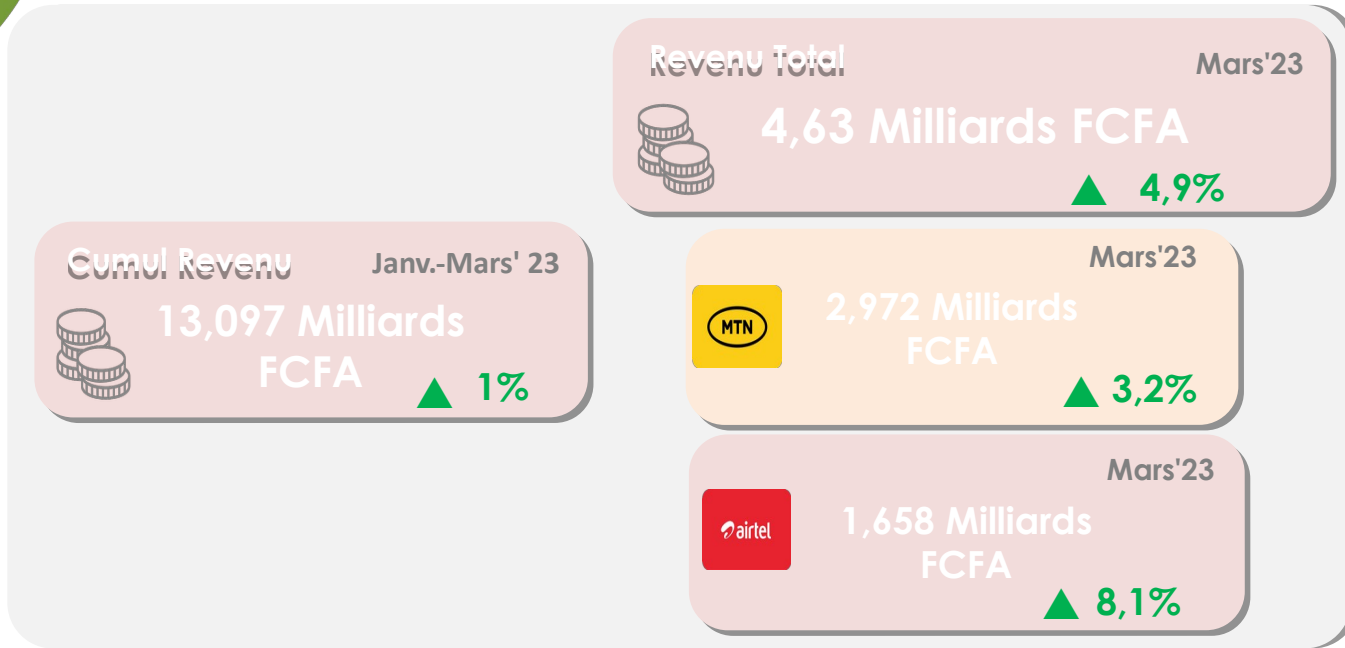 Revenu Total
Mars'23
4,63 Milliards FCFA
4,9%
Cumul Revenu
Janv.-Mars' 23
13,097 Milliards
FCFA
1%
Mars'23
MTN
2,972 Milliards
FCFA
3,2%
Mars'23
airtel
1,658 Milliards
FCFA
8,1%